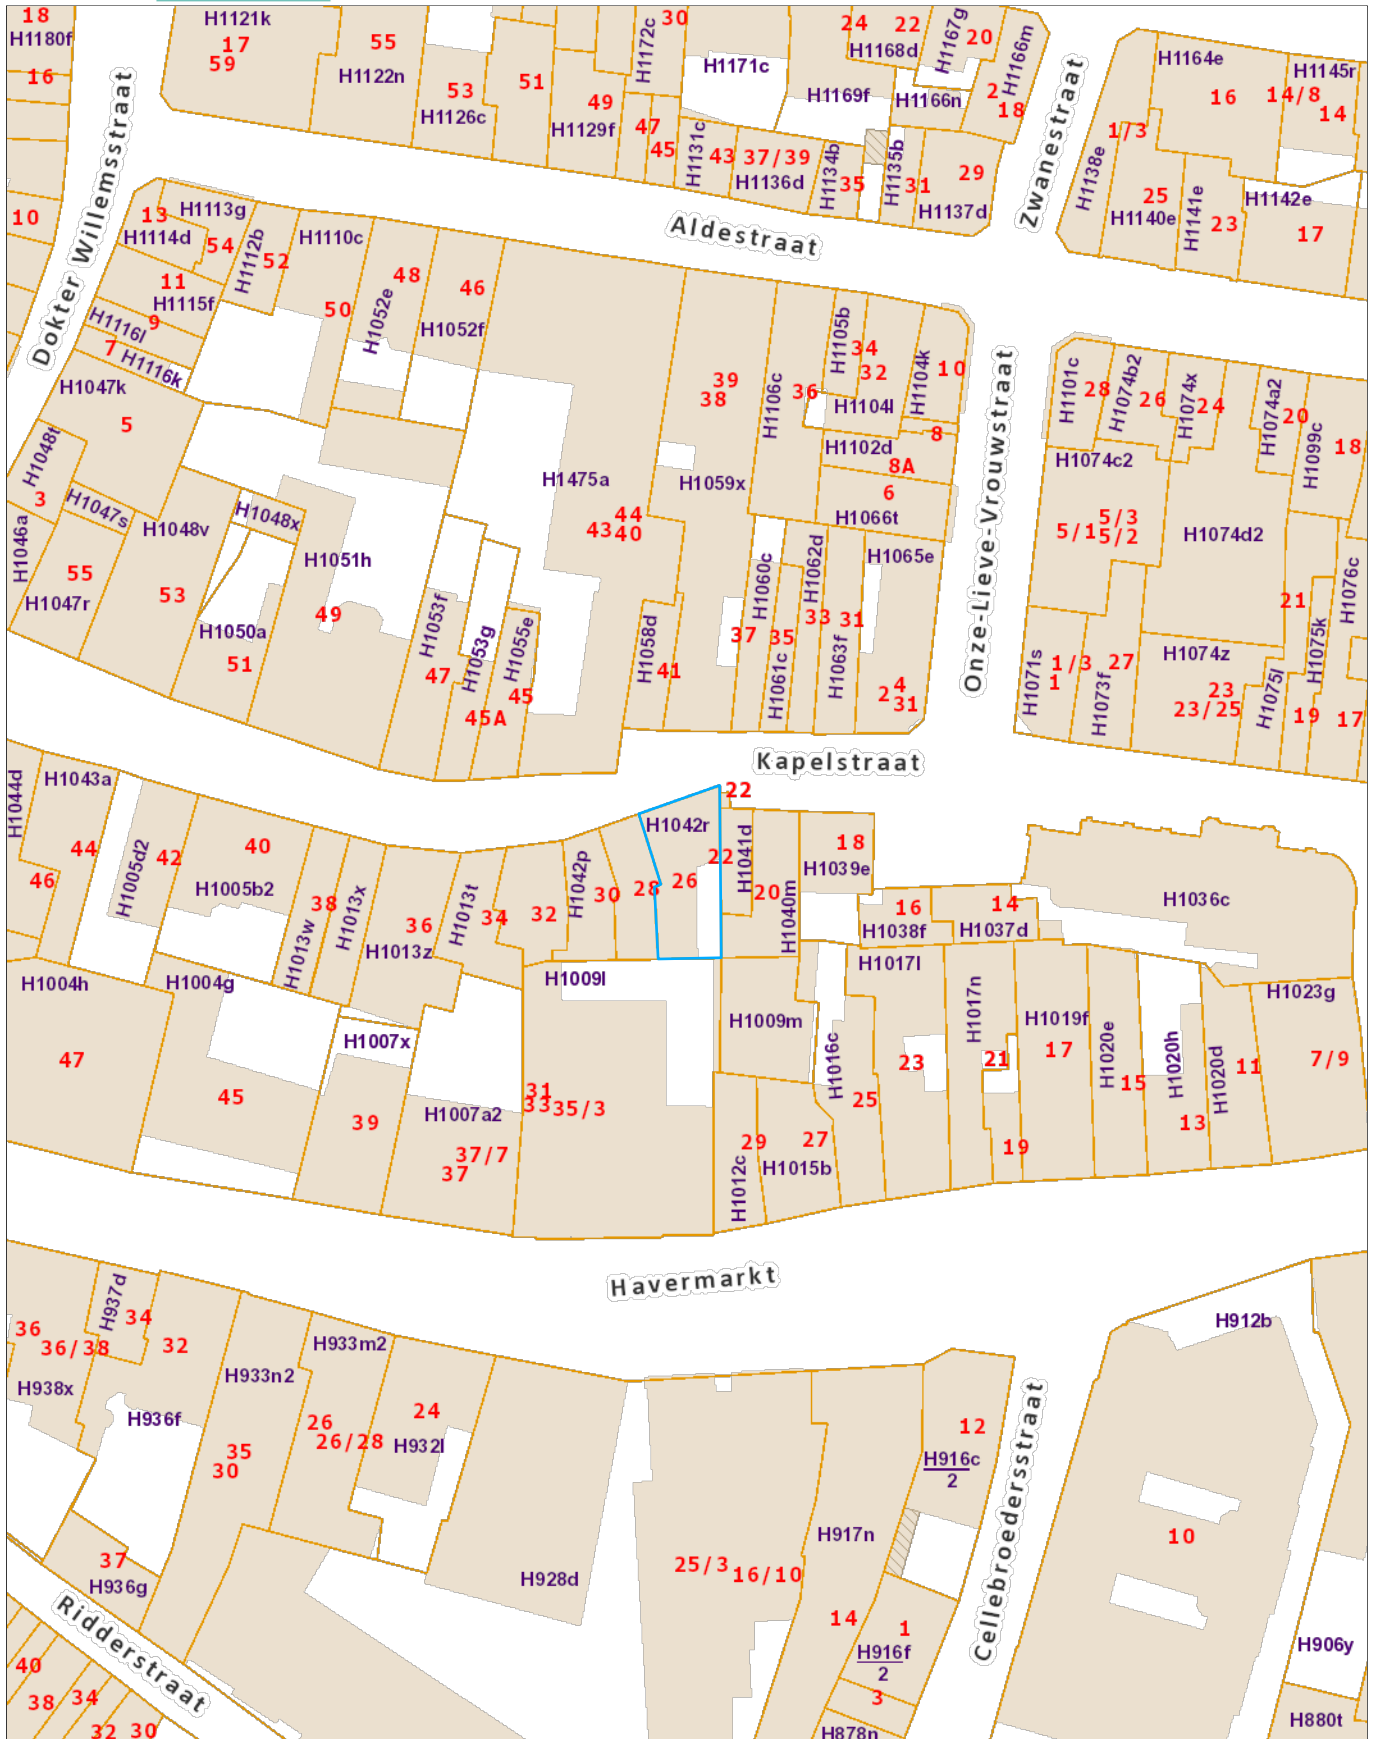 18
H1180f
16
10
H1121k
17
59
55
H1122n
53
H1126c
51
49
H1129f
H1172c
30
47
45
H1171c
H1131c
43
37/39
H1136d
24
22
H1168d
H1169f
H1167g
20
H1166m
H1166n
2
18
H1134b
35
H1135b
31
29
H1137d
H1164e
16
H1145r
14/8
14
1/3
H1138e
25
H1140e
H1141e
23
H1142e
17
Dokter Willemsstraat
Zwanestraat
Aldestraat
13
H1113g
H1114d
54
H1112b
52
H1110c
50
11
H1115f
9
H1116l
7
H1116k
48
H1052e
46
H1052f
H1047k
5
H1048t
3
H1047s
H1046a
55
H1047r
H1048v
53
H1048x
H1050a
51
H1051h
49
H1053f
47
H1053g
45A
H1055e
45
H1475a
44
43
40
39
38
H1059x
H1058d
41
H1106c
36
H1105b
34
32
H1104l
H1104k
10
8
H1102d
8A
6
H1066t
H1060c
37
H1061c
35
H1062d
33
H1063f
31
H1065e
24
31
Onze-Lieve-Vrouwstraat
H1101c
28
H1074b2
26
H1074x
24
H1074a2
20
H1099c
18
H1074c2
5/3
5/1
5/2
H1074d2
H1076c
21
H1075k
H1071s
1/3
1
H1073f
27
H1074z
23
23/25
H1075l
19
17
Kapelstraat
H1044d
H1043a
44
46
H1005d2
42
40
H1005b2
38
H1013w
H1013x
36
H1013z
H1013t
34
32
H1042p
30
28
H1042r
26
22
22
H1041d
20
H1040m
18
H1039e
16
H1038f
14
H1037d
H1036c
H1004h
47
H1004g
45
H1007x
39
H1007a2
37/7
37
H1009l
31
33
35/3
H1009m
H1012c
29
27
H1015b
H1016c
25
H1017l
23
H1017n
21
19
H1019f
17
H1020e
15
H1020h
13
H1020d
11
H1023g
7/9
Havermarkt
36
36/38
H938x
H937d
34
32
H936f
H933n2
35
30
H933m2
26
26/28
24
H932l
H928d
25/3
16/10
H917n
14
12
H916c
2
1
H916f
2
3
H878n
Cellebroedersstraat
H912b
10
H906y
H880t
37
H936g
Ridderstraat
40
38
34
32
30